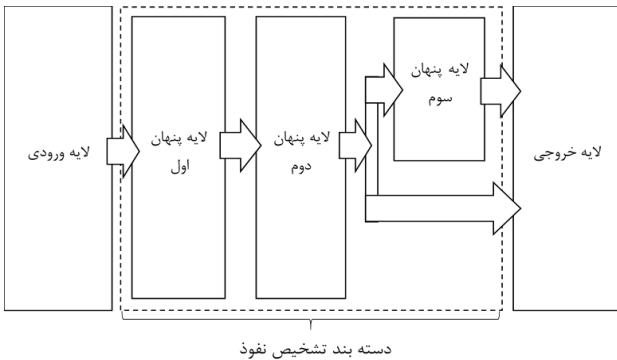 لایه ورودی
لایه پنهان
اول
لایه پنهان
دوم
لایه پنهان
سوم
لایه خروجی
دسته بند تشخیص نفوذ